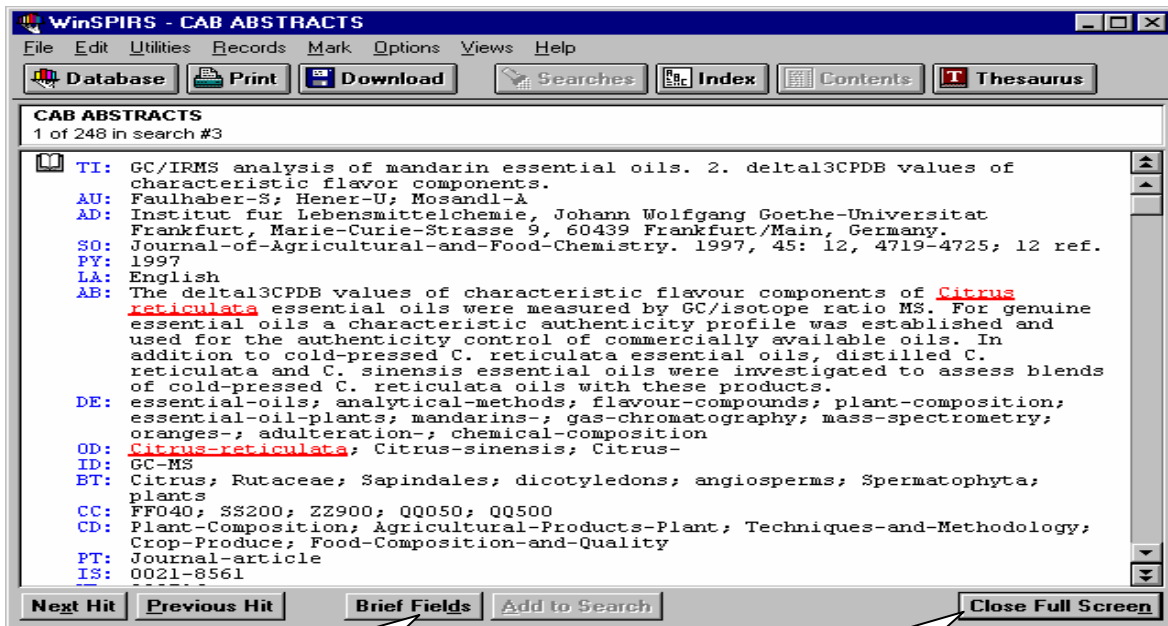 WinSPIRS - CAB ABSTRACTS
File Edit Utilities Records Mark Options Views Help
Database Print Download Searches Index Contents Thesaurus
CAB ABSTRACTS
1 of 248 in search #3
TI: GC/IRMS analysis of mandarin essential oils. 2. delta13CPDB values of
characteristic flavor components.
AU: Faulhaber-S; Hener-U; Mosandl-A
AD: Institut fur Lebensmittelchemie, Johann Wolfgang Goethe-Universitat
Frankfurt, Marie-Curie-Strasse 9, 60439 Frankfurt/Main, Germany.
SO: Journal-of-Agricultural-and-Food-Chemistry. 1997, 45: 12, 4719-4725; 12 ref.
PY: 1997
LA: English
AB: The delta13CPDB values of characteristic flavour components of Citrus
reticulata essential oils were measured by GC/isotope ratio MS. For genuine
essential oils a characteristic authenticity profile was established and
used for the authenticity control of commercially available oils. In
addition to cold-pressed C. reticulata essential oils, distilled C.
reticulata and C. sinensis essential oils were investigated to assess blends
of cold-pressed C. reticulata oils with these products.
DE: essential-oils; analytical-methods; flavour-compounds; plant-composition;
essential-oil-plants; mandarins-; gas-chromatography; mass-spectrometry;
oranges-; adulteration-; chemical-composition
OD: Citrus-reticulata; Citrus-sinensis; Citrus-
ID: GC-MS
BT: Citrus; Rutaceae; Sapindales; dicotyledons; angiosperms; Spermatophyta;
plants
CC: FF040; SS200; ZZ900; QQ050; QQ500
CD: Plant-Composition; Agricultural-Products-Plant; Techniques-and-Methodology;
Crop-Produce; Food-Composition-and-Quality
PT: Journal-article
IS: 0021-8561
Next Hit Previous Hit Brief Fields Add to Search Close Full Screen